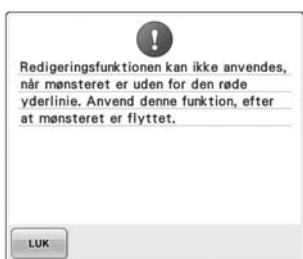 Redigeringsfunktionen kan ikke anvendes,
når mønsteret er uden for den røde
yderlinie. Anvend denne funktion, efter
at mønsteret er flyttet.
LUK